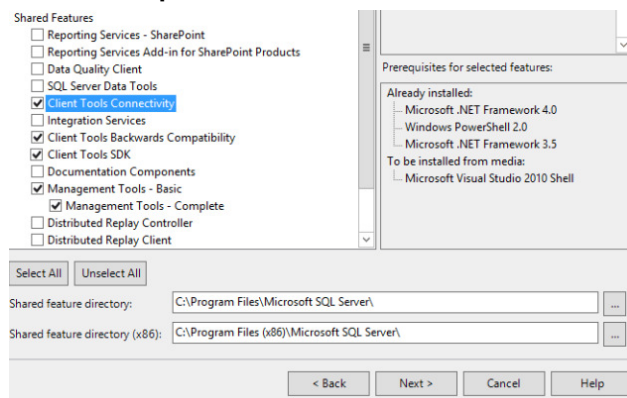 Shared Features
Reporting Services - SharePoint
Reporting Services Add-in for SharePoint Products
Data Quality Client
SQL Server Data Tools
Client Tools Connectivity
Integration Services
Client Tools Backwards Compatibility
Client Tools SDK
Documentation Components
Management Tools - Basic
Management Tools - Complete
Distributed Replay Controller
Distributed Replay Client
Prerequisites for selected features:
Already installed:
Microsoft .NET Framework 4.0
Windows PowerShell 2.0
Microsoft .NET Framework 3.5
To be installed from media:
Microsoft Visual Studio 2010 Shell
Select All Unselect All
Shared feature directory: C:\Program Files\Microsoft SQL Server\ ...
Shared feature directory (x86): C:\Program Files (x86)\Microsoft SQL Server\ ...
< Back Next > Cancel Help